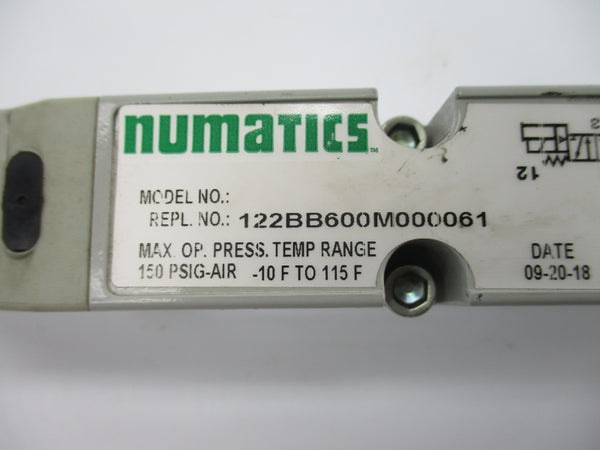 numatics™
MODEL NO.:
REPL. NO.: 122BB600M000061
MAX. OP. PRESS. TEMP RANGE
150 PSIG-AIR -10 F TO 115 F
DATE
09-20-18
12